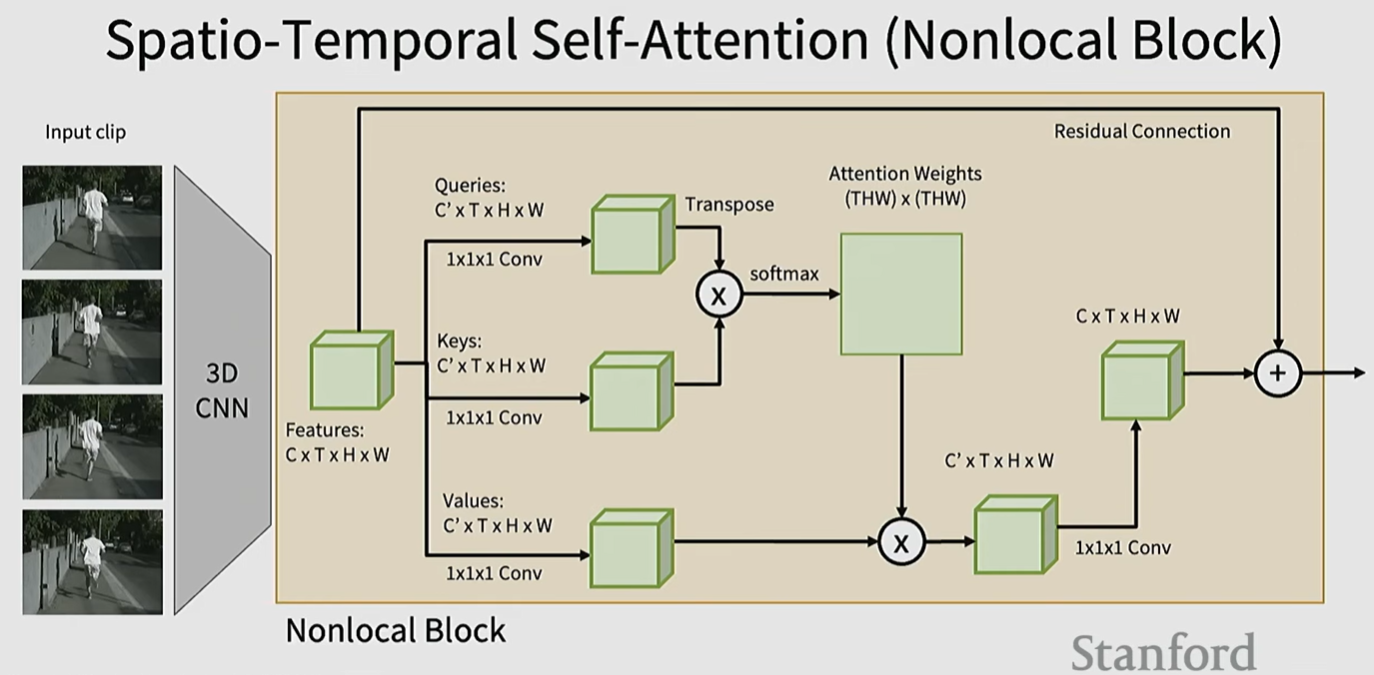 Spatio-Temporal Self-Attention (Nonlocal Block)
Input clip
3D
CNN
Features:
C x T x H x W
Queries:
C' x T x H x W
1x1x1 Conv
Keys:
C' x T x H x W
1x1x1 Conv
Values:
C' x T x H x W
1x1x1 Conv
Transpose
X
softmax
Attention Weights
(THW) x (THW)
X
C' x T x H x W
1x1x1 Conv
C x T x H x W
Residual Connection
+
Nonlocal Block
Stanford